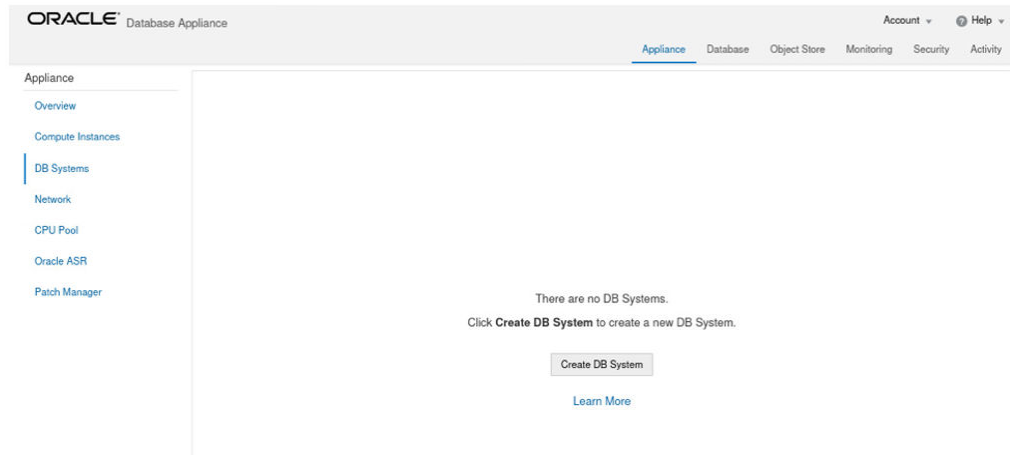 ORACLE® Database Appliance
Account Help
Appliance Database Object Store Monitoring Security Activity
Appliance
Overview
Compute Instances
DB Systems
Network
CPU Pool
Oracle ASR
Patch Manager
There are no DB Systems.
Click Create DB System to create a new DB System.
Create DB System
Learn More